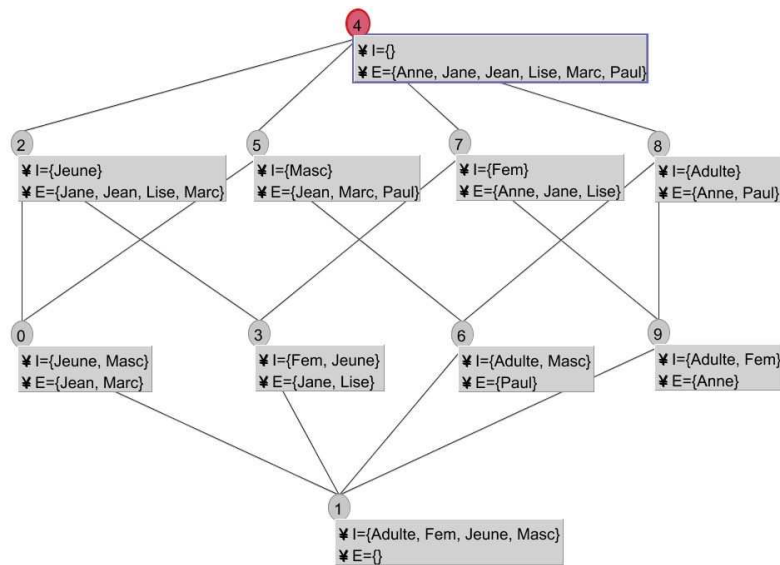 4
¥ I={}
¥ E={Anne, Jane, Jean, Lise, Marc, Paul}
2
5
7
8
¥ I={Jeune}
¥ E={Jane, Jean, Lise, Marc}
¥ I={Masc}
¥ E={Jean, Marc, Paul}
¥ I={Fem}
¥ E={Anne, Jane, Lise}
¥ I={Adulte}
¥ E={Anne, Paul}
0
3
6
9
¥ I={Jeune, Masc}
¥ E={Jean, Marc}
¥ I={Fem, Jeune}
¥ E={Jane, Lise}
¥ I={Adulte, Masc}
¥ E={Paul}
¥ I={Adulte, Fem}
¥ E={Anne}
1
¥ I={Adulte, Fem, Jeune, Masc}
¥ E={}